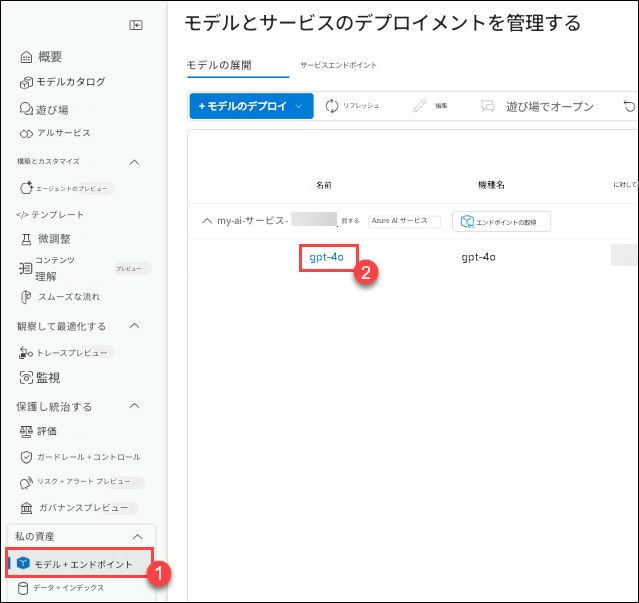 モデルとサービスのデプロイメントを管理する
概要
モデルカタログ
遊び場
アルサービス
構築とカスタマイズ
エージェントのプレビュー
</> テンプレート
微調整
コンテンツ
理解
プレビュー
スムーズな流れ
観察して最適化する
トレースプレビュー
監視
保護し統治する
評価
ガードレール + コントロール
リスク + アラート プレビュー
ガバナンスプレビュー
私の資産
モデル + エンドポイント
1
データ + インデックス
モデルの展開 サービスエンドポイント
+ モデルのデプロイ リフレッシュ 編集 遊び場でオープン
名前 機種名 に対して
my-ai-サービス- 回する Azure AI サービス エンドポイントの取得
gpt-4o gpt-4o
2